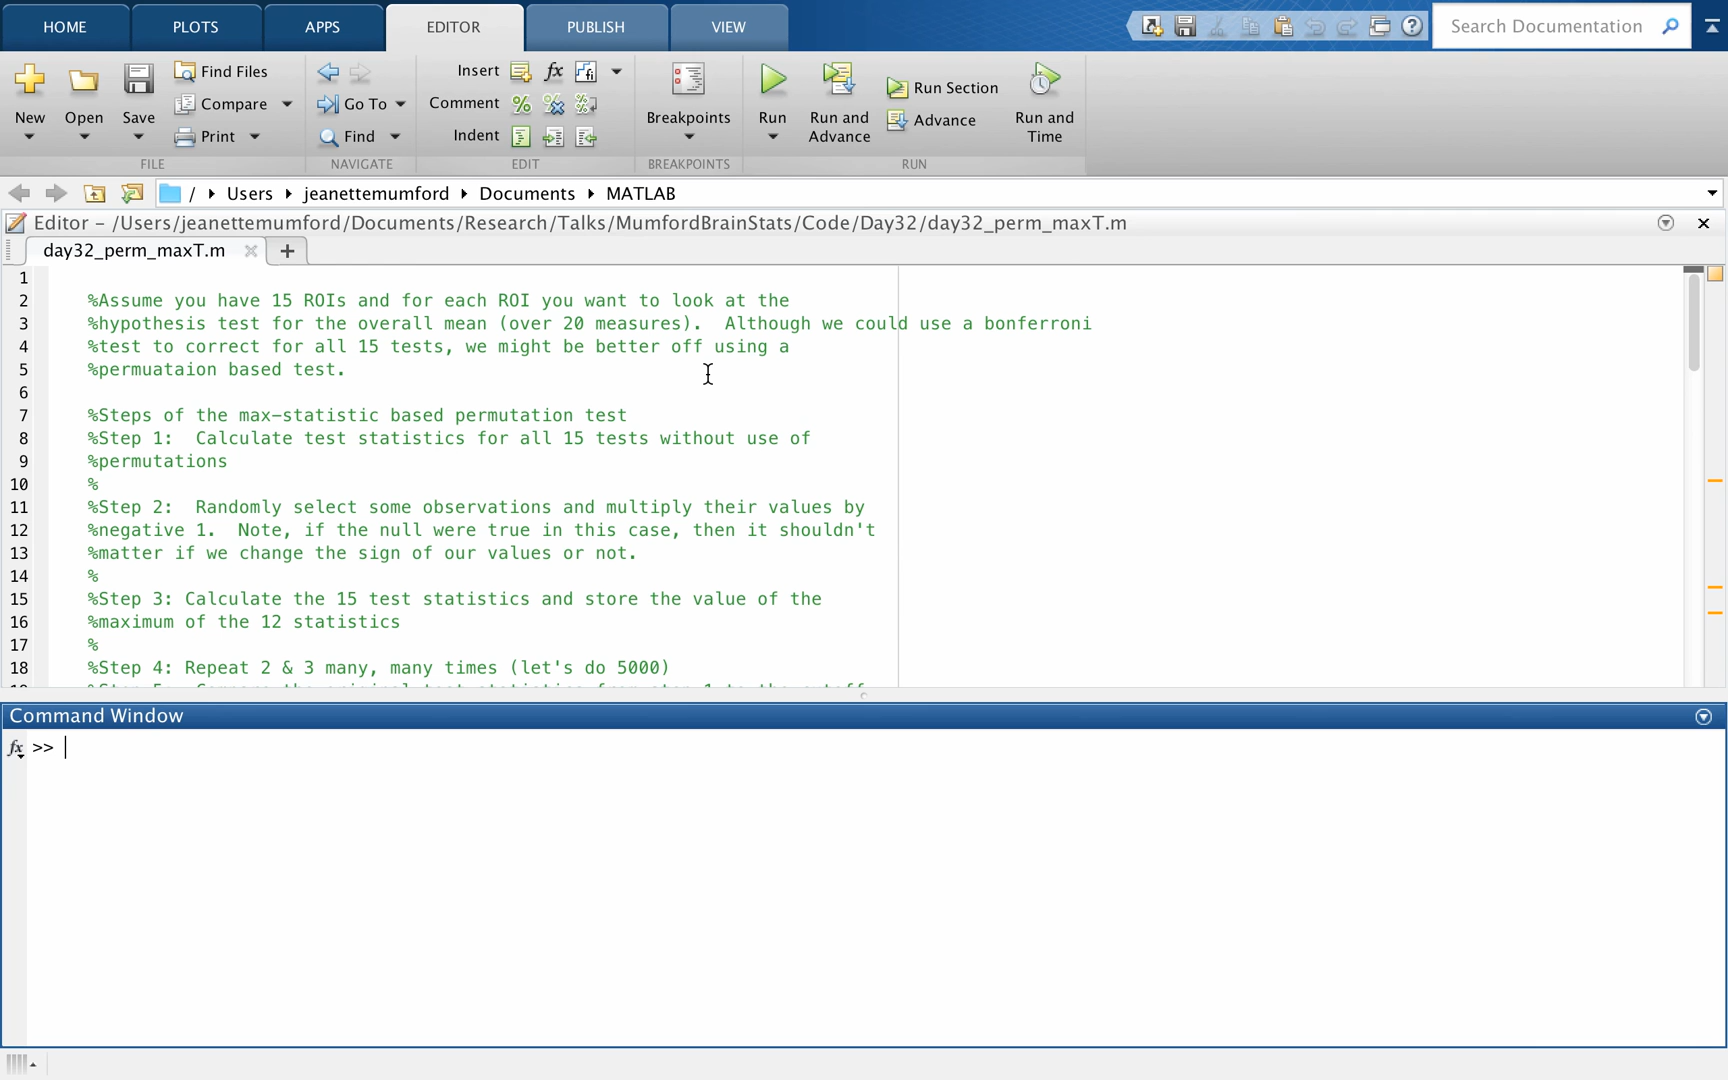 HOME PLOTS APPS EDITOR PUBLISH VIEW Search Documentation
New Open Save Find Files Compare Print
FILE
Go To Find
NAVIGATE
Insert fx
Comment %
Indent
EDIT
Breakpoints
BREAKPOINTS
Run Run and Advance Run Section Advance Run and Time
RUN
/ Users jeanettemumford Documents MATLAB
Editor – /Users/jeanettemumford/Documents/Research/Talks/MumfordBrainStats/Code/Day32/day32_perm_maxT.m
day32_perm_maxT.m
1
2 %Assume you have 15 ROIs and for each ROI you want to look at the
3 %hypothesis test for the overall mean (over 20 measures).  Although we could use a bonferroni
4 %test to correct for all 15 tests, we might be better off using a
5 %permuataion based test.
6
7 %Steps of the max–statistic based permutation test
8 %Step 1:  Calculate test statistics for all 15 tests without use of
9 %permutations
10 %
11 %Step 2:  Randomly select some observations and multiply their values by
12 %negative 1.  Note, if the null were true in this case, then it shouldn't
13 %matter if we change the sign of our values or not.
14 %
15 %Step 3: Calculate the 15 test statistics and store the value of the
16 %maximum of the 12 statistics
17 %
18 %Step 4: Repeat 2 & 3 many, many times (let's do 5000)
Command Window
fx >>